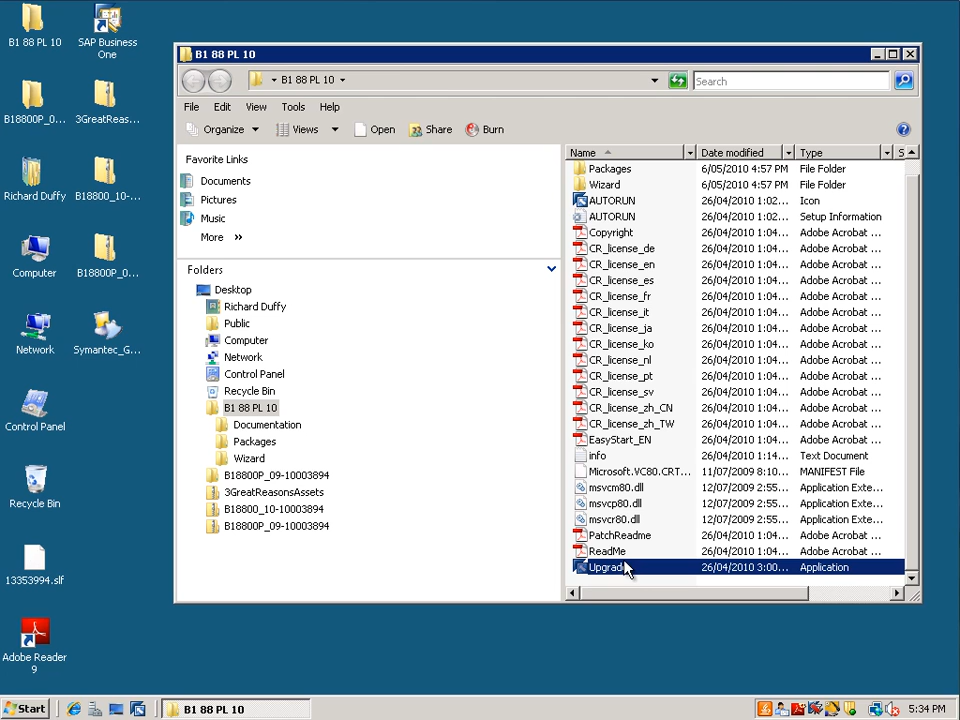 B1 88 PL 10
SAP Business
One
B18800P_0...
3GreatReas...
Richard Duffy
B18800_10-...
Computer
B18800P_0...
Network
Symantec_G...
Control Panel
Recycle Bin
13353994.slf
Adobe Reader
9
B1 88 PL 10
B1 88 PL 10
Search
File Edit View Tools Help
Organize Views Open Share Burn
Favorite Links
Documents
Pictures
Music
More »
Folders
Desktop
Richard Duffy
Public
Computer
Network
Control Panel
Recycle Bin
B1 88 PL 10
Documentation
Packages
Wizard
B18800P_09-10003894
3GreatReasonsAssets
B18800_10-10003894
B18800P_09-10003894
Name Date modified Type S
Packages 6/05/2010 4:57 PM File Folder
Wizard 6/05/2010 4:57 PM File Folder
AUTORUN 26/04/2010 1:02... Icon
AUTORUN 26/04/2010 1:02... Setup Information
Copyright 26/04/2010 1:04... Adobe Acrobat ...
CR_license_de 26/04/2010 1:04... Adobe Acrobat ...
CR_license_en 26/04/2010 1:04... Adobe Acrobat ...
CR_license_es 26/04/2010 1:04... Adobe Acrobat ...
CR_license_fr 26/04/2010 1:04... Adobe Acrobat ...
CR_license_it 26/04/2010 1:04... Adobe Acrobat ...
CR_license_ja 26/04/2010 1:04... Adobe Acrobat ...
CR_license_ko 26/04/2010 1:04... Adobe Acrobat ...
CR_license_nl 26/04/2010 1:04... Adobe Acrobat ...
CR_license_pt 26/04/2010 1:04... Adobe Acrobat ...
CR_license_sv 26/04/2010 1:04... Adobe Acrobat ...
CR_license_zh_CN 26/04/2010 1:04... Adobe Acrobat ...
CR_license_zh_TW 26/04/2010 1:04... Adobe Acrobat ...
EasyStart_EN 26/04/2010 1:04... Adobe Acrobat ...
info 26/04/2010 1:14... Text Document
Microsoft.VC80.CRT... 11/07/2009 8:10... MANIFEST File
msvcm80.dll 12/07/2009 2:55... Application Exte...
msvcp80.dll 12/07/2009 2:55... Application Exte...
msvcr80.dll 12/07/2009 2:55... Application Exte...
PatchReadme 26/04/2010 1:04... Adobe Acrobat ...
ReadMe 26/04/2010 1:04... Adobe Acrobat ...
Upgrade 26/04/2010 3:00... Application
Start B1 88 PL 10 5:34 PM